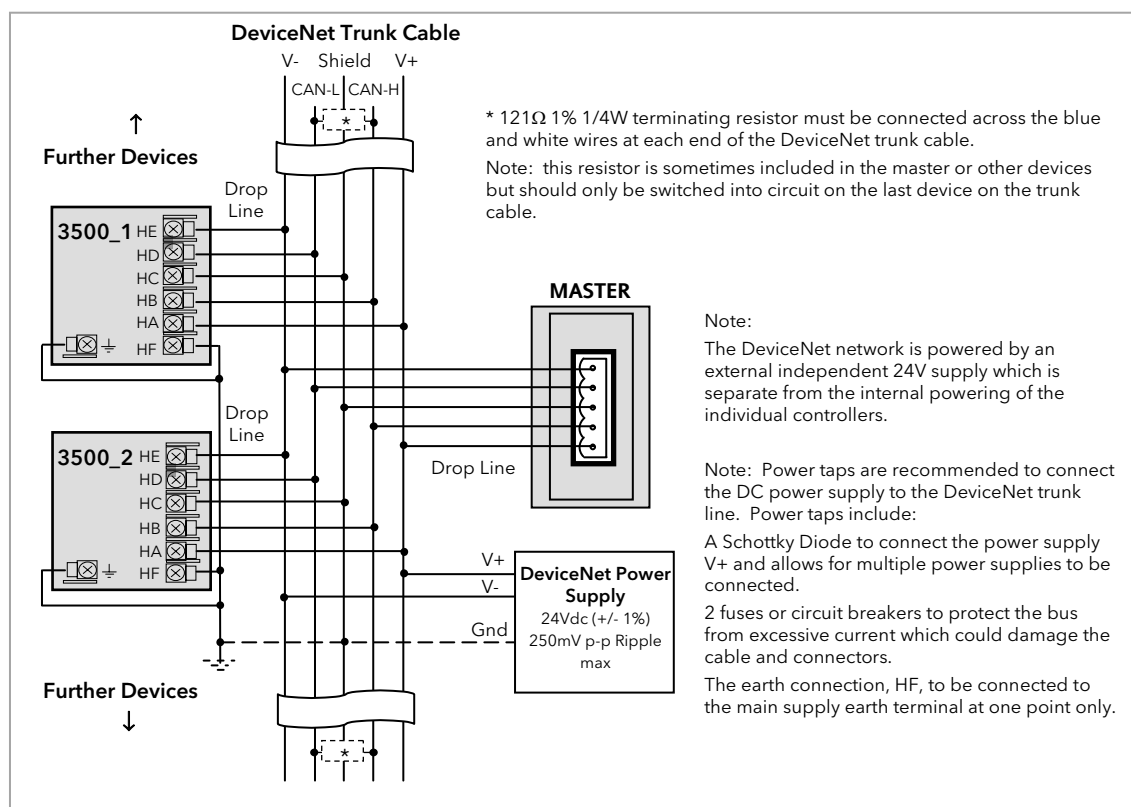 DeviceNet Trunk Cable
V- Shield V+
CAN-L CAN-H
*
* 121Ω 1% 1/4W terminating resistor must be connected across the blue
and white wires at each end of the DeviceNet trunk cable.
Note: this resistor is sometimes included in the master or other devices
but should only be switched into circuit on the last device on the trunk
cable.
↑
Further Devices
Drop
Line
3500_1
HE
HD
HC
HB
HA
HF
MASTER
Drop Line
Note:
The DeviceNet network is powered by an
external independent 24V supply which is
separate from the internal powering of the
individual controllers.
Drop
Line
3500_2
HE
HD
HC
HB
HA
HF
Note: Power taps are recommended to connect
the DC power supply to the DeviceNet trunk
line. Power taps include:
A Schottky Diode to connect the power supply
V+ and allows for multiple power supplies to be
connected.
2 fuses or circuit breakers to protect the bus
from excessive current which could damage the
cable and connectors.
The earth connection, HF, to be connected to
the main supply earth terminal at one point only.
V+
V-
Gnd
DeviceNet Power
Supply
24Vdc (+/- 1%)
250mV p-p Ripple
max
Further Devices
↓
*